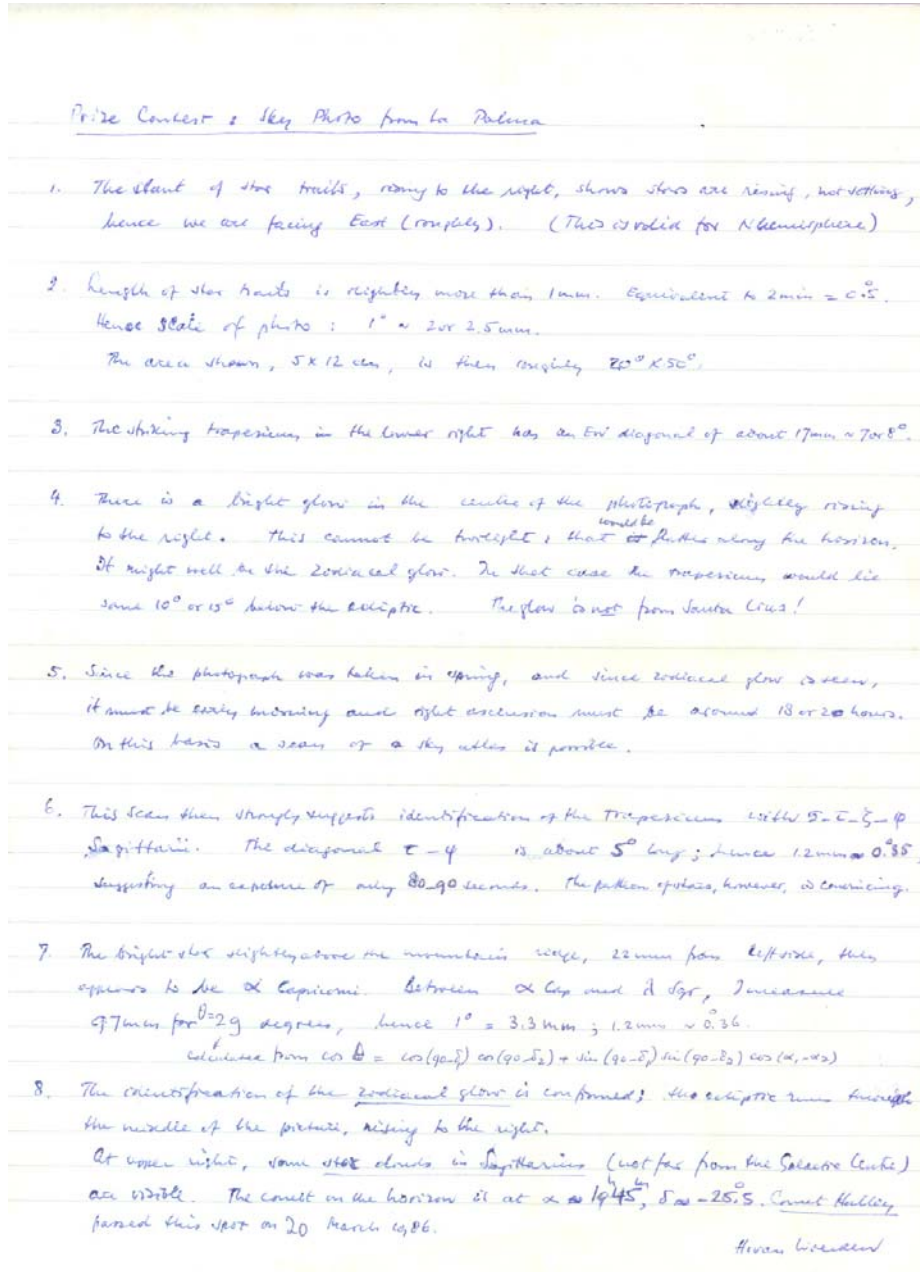 Prize Contest : Sky Photo from La Palma
1. The slant of star trails, rising to the right, shows stars are rising, not setting,
hence we are facing East (roughly). (This is valid for N hemisphere)
2. Length of star trails is slightly more than 1mm. Equivalent to 2min = 0.°5.
Hence scale of photo : 1° ~ 2 or 2.5 mm.
The area shown, 5 x 12 cm, is then roughly 20° x 50°.
3. The striking trapezium in the lower right has an EW diagonal of about 17mm ~ 7 or 8°.
4. There is a bright glow in the centre of the photograph, slightly rising
to the right. This cannot be twilight; that would be flatter along the horizon.
It might well be the zodiacal glow. In that case the trapezium would lie
some 10° or 15° below the ecliptic. The glow is not from Santa Cruz!
5. Since the photograph was taken in spring, and since zodiacal glow is seen,
it must be early morning and right ascension must be around 18 or 20 hours.
On this basis a scan of a sky atlas is possible.
6. This scan then strongly suggests identification of the Trapezium with σ-τ-ζ-φ
Sagittarii. The diagonal τ-φ is about 5° long; hence 1.2mm ~ 0.°35,
suggesting an exposure of only 80-90 seconds. The pattern of stars, however, is convincing.
7. The bright star slightly above the mountain ridge, 22mm from left side, then
appears to be α Capricorni. Between α Cap and λ Sgr, I measure
97mm for θ=29 degrees, hence 1° = 3.3mm ; 1.2mm ~ 0.°36.
calculated from cos θ = cos(90-δ₁) cos(90-δ₂) + sin(90-δ₁) sin(90-δ₂) cos(α₁-α₂)
8. The identification of the zodiacal glow is confirmed; the ecliptic runs through
the middle of the picture, rising to the right.
At upper right, some star clouds in Sagittarius (not far from the Galactic Centre)
are visible. The comet on the horizon is at α ≈ 19ʰ45ᵐ, δ ≈ -25.°5. Comet Halley
passed this spot on 20 March 1986.